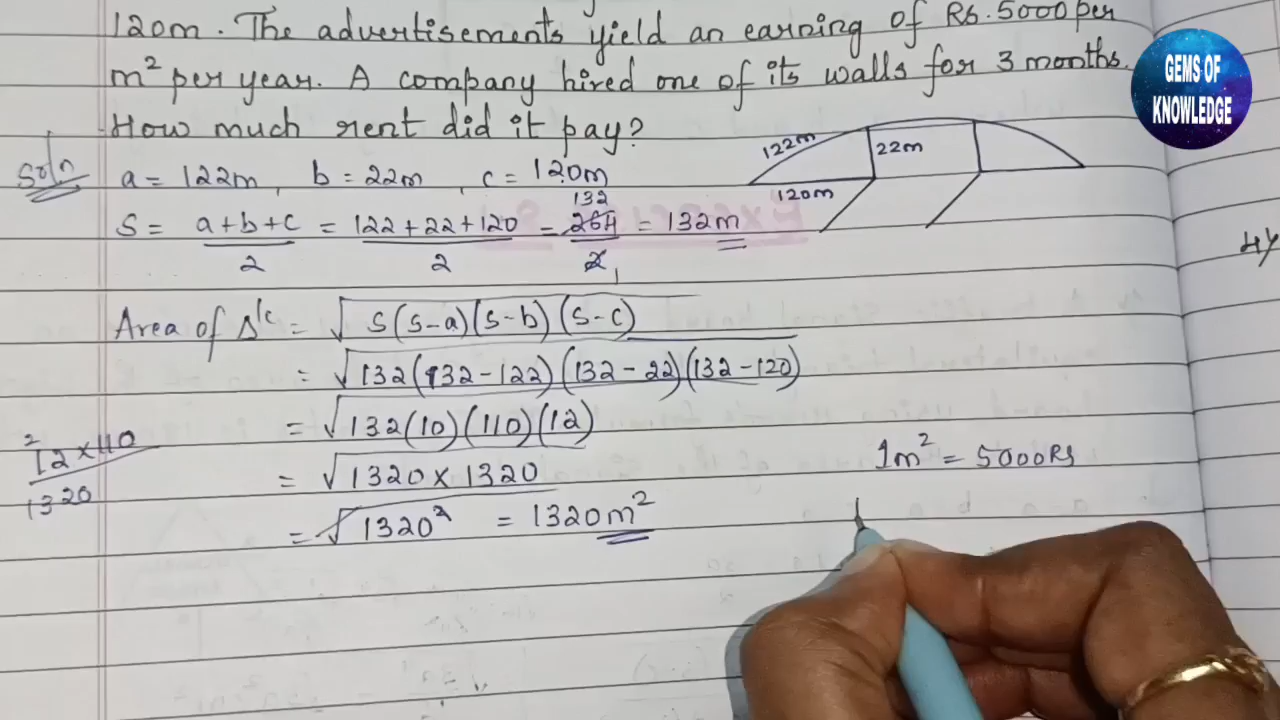 120m. The advertisements yield an earning of Rs. 5000 per
m² per year. A company hired one of its walls for 3 months.
How much rent did it pay?
GEMS OF
KNOWLEDGE
122m
22m
120m
Soln
a = 122m, b = 22m, c = 120m
S = a+b+c/2 = 122+22+120/2 = 264/2 = 132m
132
1
4)
Area of Δle = √S(S-a)(S-b)(S-c)
= √132(132-122)(132-22)(132-120)
= √132(10)(110)(12)
= √1320×1320
= √1320² = 1320m²
2
12×110
1320
1m² = 5000Rs